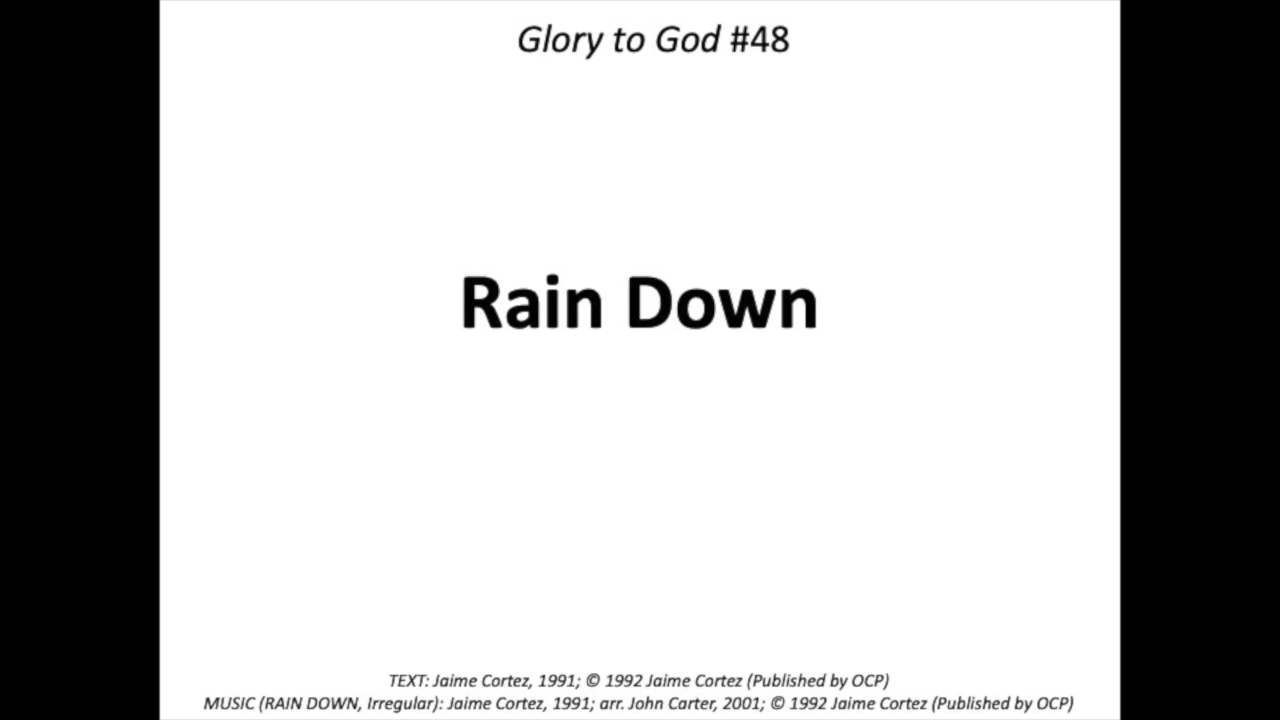 Glory to God #48
Rain Down
TEXT: Jaime Cortez, 1991; © 1992 Jaime Cortez (Published by OCP)
MUSIC (RAIN DOWN, Irregular): Jaime Cortez, 1991; arr. John Carter, 2001; © 1992 Jaime Cortez (Published by OCP)